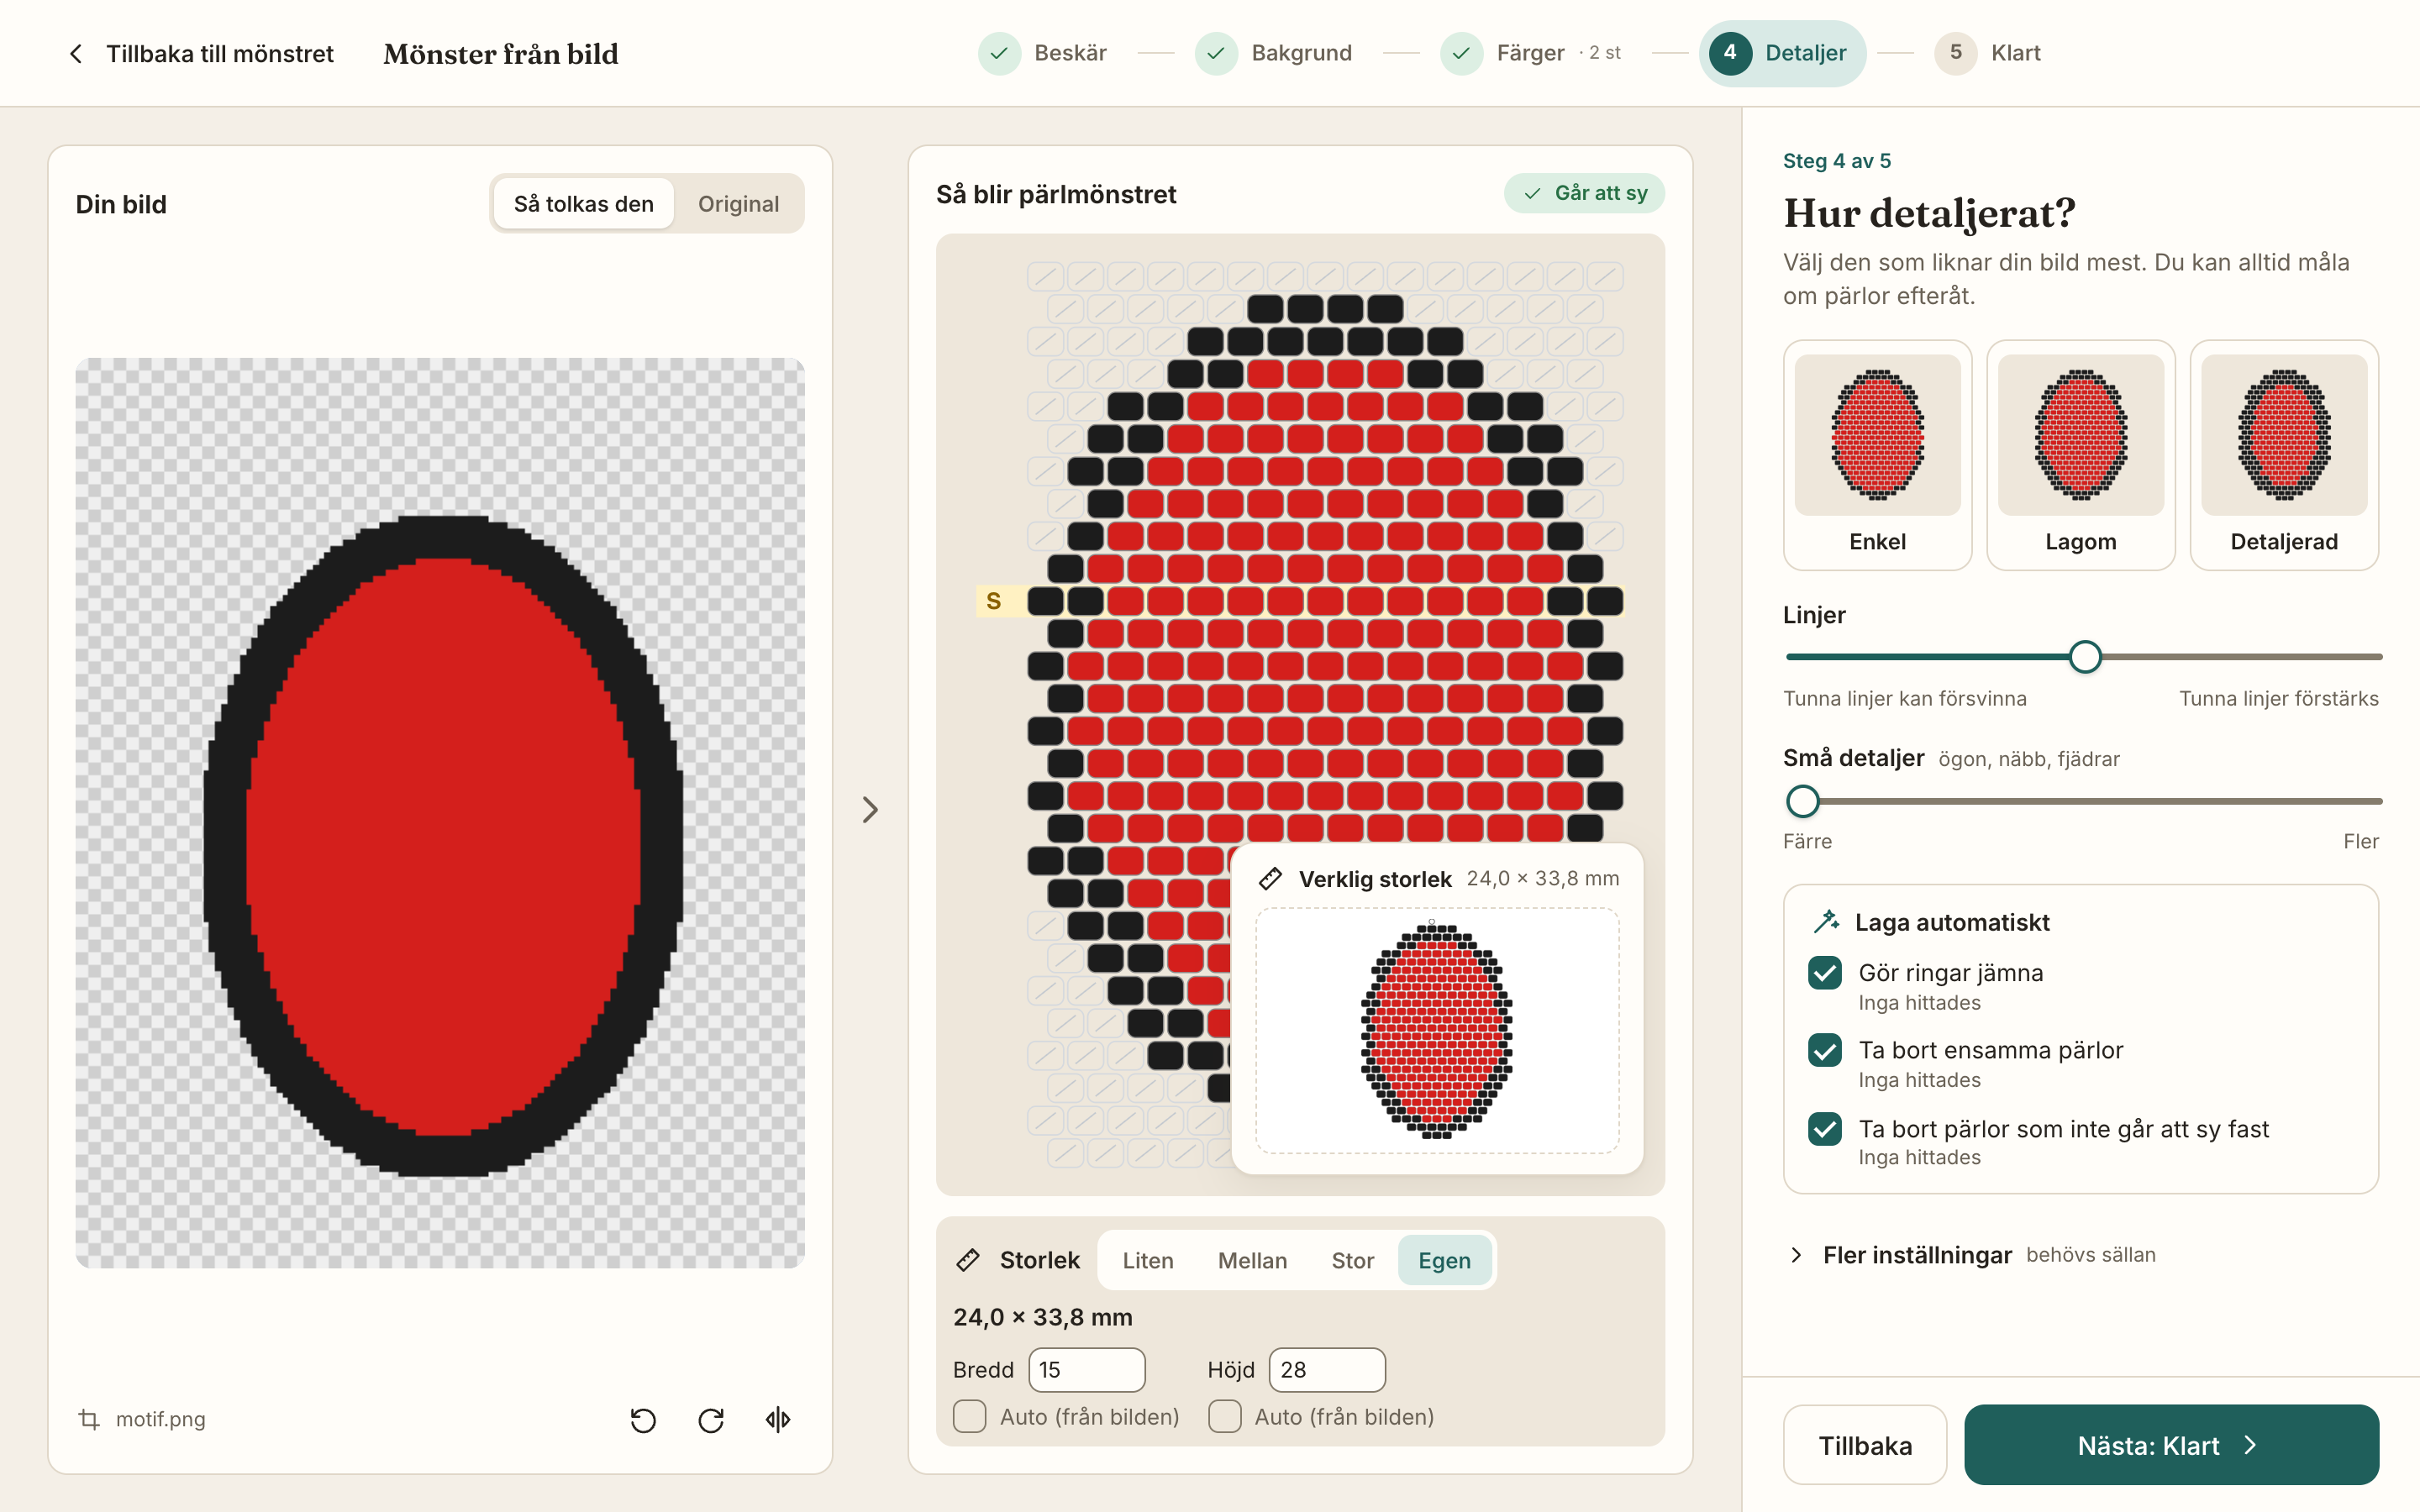 Tillbaka till mönstret
Mönster från bild
Beskär
Bakgrund
Färger · 2 st
4 Detaljer
5 Klart
Din bild
Så tolkas den
Original
motif.png
Så blir pärlmönstret
Går att sy
S
Verklig storlek 24,0 × 33,8 mm
Storlek
Liten
Mellan
Stor
Egen
24,0 × 33,8 mm
Bredd 15
Höjd 28
Auto (från bilden)
Auto (från bilden)
Steg 4 av 5
Hur detaljerat?
Välj den som liknar din bild mest. Du kan alltid måla
om pärlor efteråt.
Enkel
Lagom
Detaljerad
Linjer
Tunna linjer kan försvinna
Tunna linjer förstärks
Små detaljer ögon, näbb, fjädrar
Färre
Fler
Laga automatiskt
Gör ringar jämna
Inga hittades
Ta bort ensamma pärlor
Inga hittades
Ta bort pärlor som inte går att sy fast
Inga hittades
Fler inställningar behövs sällan
Tillbaka
Nästa: Klart